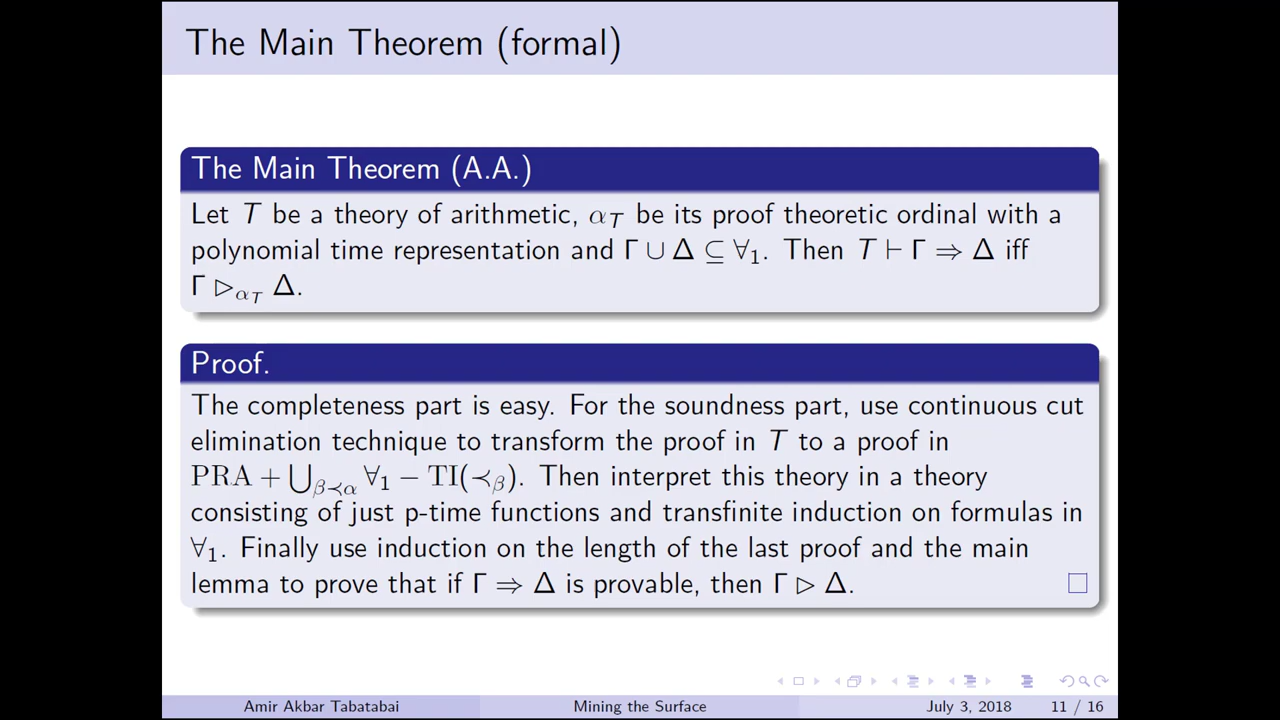 The Main Theorem (formal)
The Main Theorem (A.A.)
Let T be a theory of arithmetic, α_T be its proof theoretic ordinal with a
polynomial time representation and Γ ∪ Δ ⊆ ∀₁. Then T ⊢ Γ ⇒ Δ iff
Γ ▷_{α_T} Δ.
Proof.
The completeness part is easy. For the soundness part, use continuous cut
elimination technique to transform the proof in T to a proof in
PRA + ⋃_{β≺α} ∀₁ − TI(≺_β). Then interpret this theory in a theory
consisting of just p-time functions and transfinite induction on formulas in
∀₁. Finally use induction on the length of the last proof and the main
lemma to prove that if Γ ⇒ Δ is provable, then Γ ▷ Δ. □
Amir Akbar Tabatabai Mining the Surface July 3, 2018 11 / 16